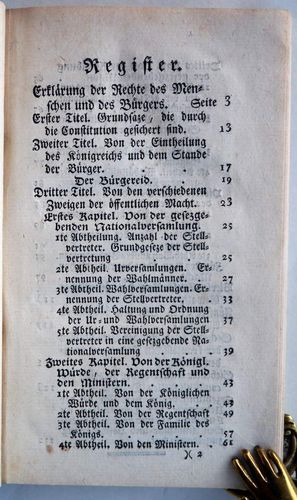 Register.
Erklärung der Rechte des Men-
schen und des Bürgers. Seite 3
Erster Titel. Grundsäze, die durch
die Constitution gesichert sind. 13
Zweiter Titel. Von der Eintheilung
des Königreichs und dem Stande
der Bürger. . . . 17
Der Bürgereid. 19
Dritter Titel. Von den verschiedenen
Zweigen der öffentlichen Macht. 23
Erstes Kapitel. Von der gesezge-
benden Nationalversamlung. 25
1te Abtheilung. Anzahl der Stell-
vertreter. Grundgeseze der Stell-
vertretung 25
2te Abtheil. Urversamlungen. Er-
nennung der Wahlmänner. . 27
3te Abtheil. Wahlversamlungen. Er-
nennung der Stellvertreter. . 33
4te Abtheil. Haltung und Ordnung
der Ur- und Wahlversamlungen 37
5te Abtheil. Vereinigung der Stell-
vertreter in eine gesezgebende Na-
tionalversamlung . . 39
Zweites Kapitel. Von der Königl.
Würde, der Regentschaft und
den Ministern. . . . 43
1te Abtheil. Von der Königlichen
Würde und dem König. . . 43
2te Abtheil. Von der Regentschaft 49
3te Abtheil. Von der Familie des
Königs. . . . . 57
4te Abtheil. Von den Ministern. . 61
X 2